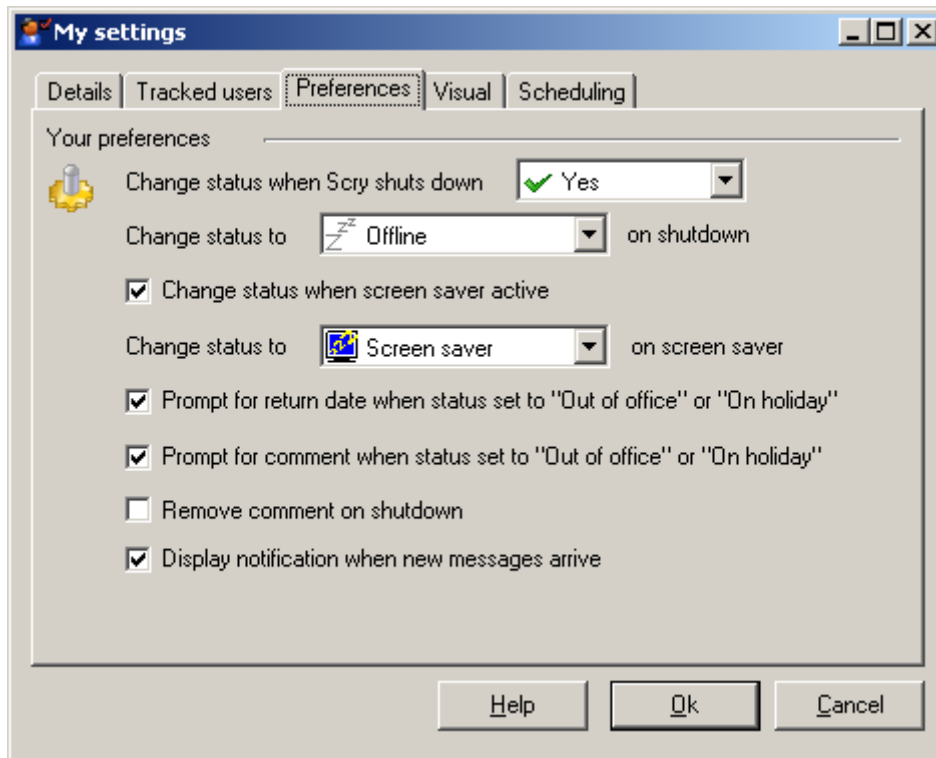 My settings
Details Tracked users Preferences Visual Scheduling
Your preferences
Change status when Scry shuts down Yes
Change status to Offline on shutdown
Change status when screen saver active
Change status to Screen saver on screen saver
Prompt for return date when status set to "Out of office" or "On holiday"
Prompt for comment when status set to "Out of office" or "On holiday"
Remove comment on shutdown
Display notification when new messages arrive
Help Ok Cancel